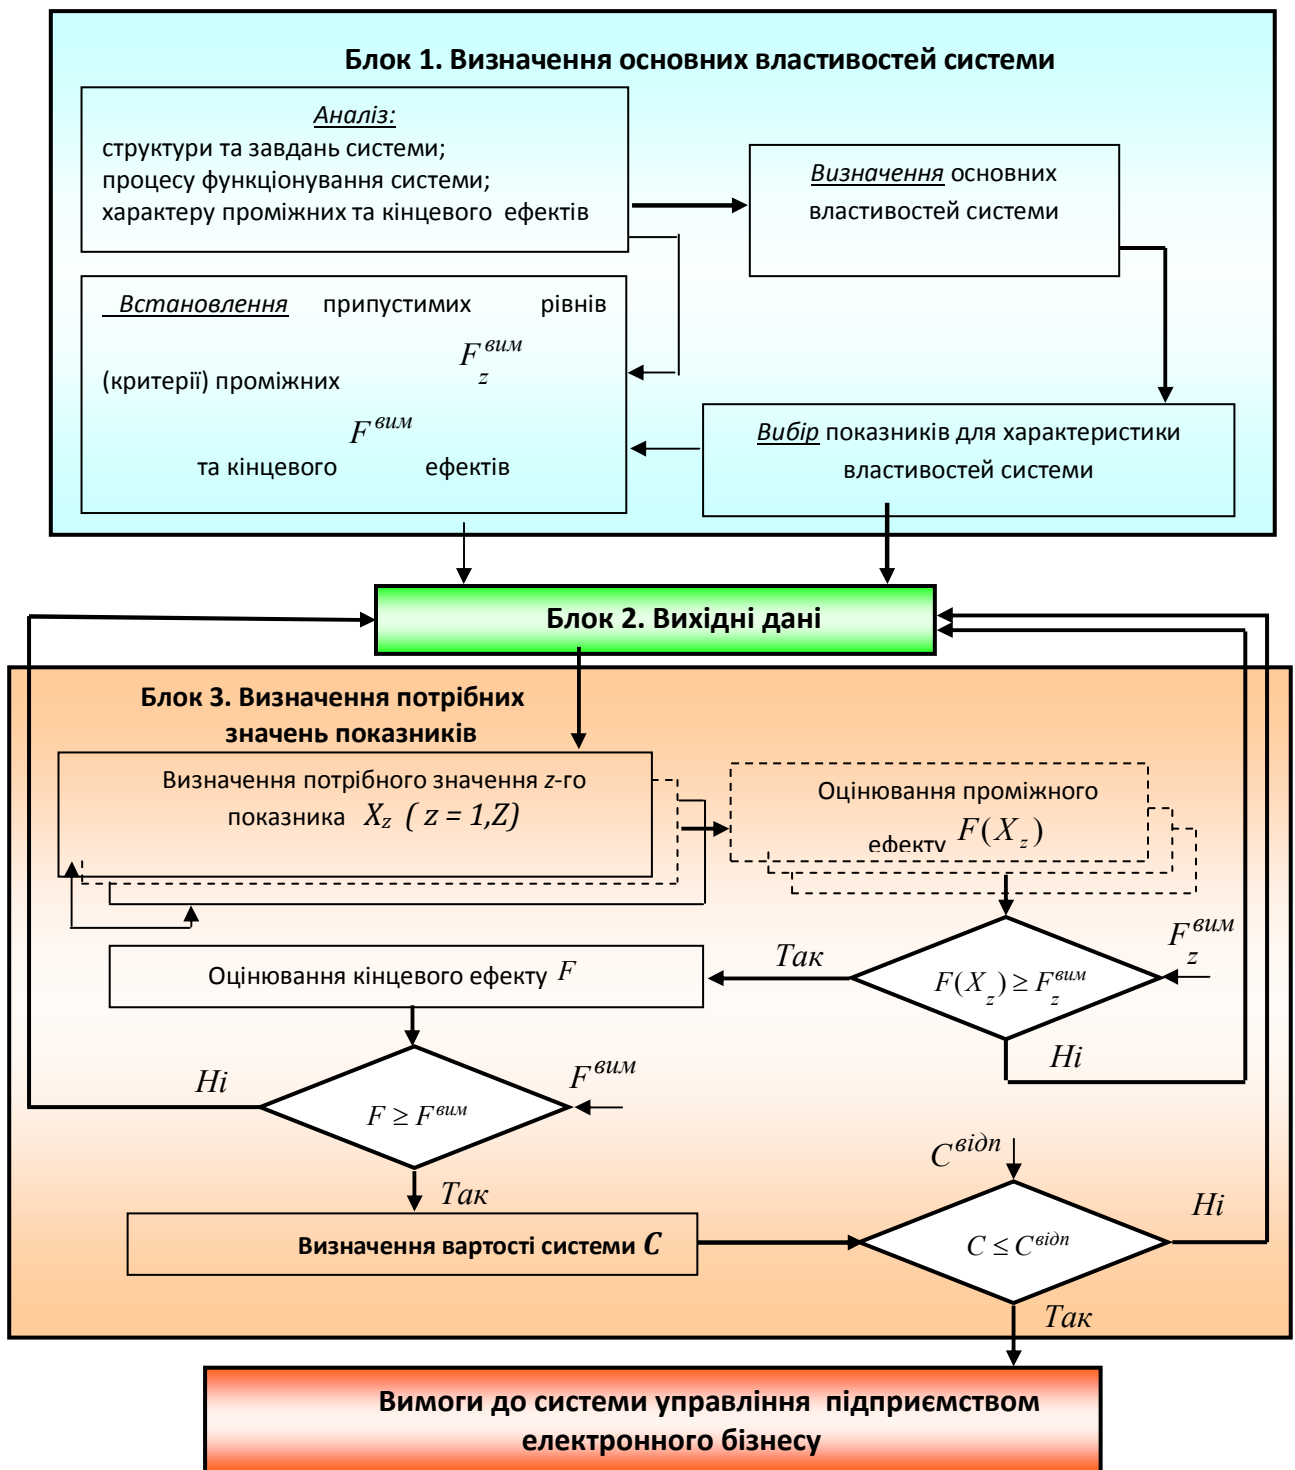 Блок 1. Визначення основних властивостей системи
Аналіз:
структури та завдань системи;
процесу функціонування системи;
характеру проміжних та кінцевого ефектів
Визначення основних
властивостей системи
Встановлення припустимих рівнів
(критерії) проміжних F_z^{вим}
та кінцевого F^{вим} ефектів
Вибір показників для характеристики
властивостей системи
Блок 2. Вихідні дані
Блок 3. Визначення потрібних
значень показників
Визначення потрібного значення z-го
показника X_z ( z = 1,Z)
Оцінювання проміжного
ефекту F(X_z)
F_z^{вим}
F(X_z) ≥ F_z^{вим}
Так
Ні
Оцінювання кінцевого ефекту F
F^{вим}
F ≥ F^{вим}
Ні
Так
Визначення вартості системи C
C^{відп}
C ≤ C^{відп}
Ні
Так
Вимоги до системи управління підприємством
електронного бізнесу